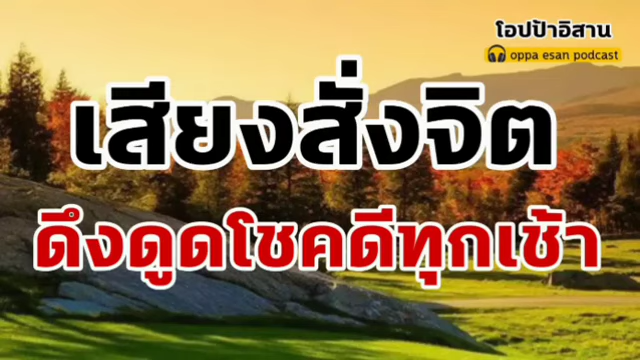 โอปป้าอิสาน
oppa esan podcast
เสียงสั่งจิต
ดึงดูดโชคดีทุกเช้า